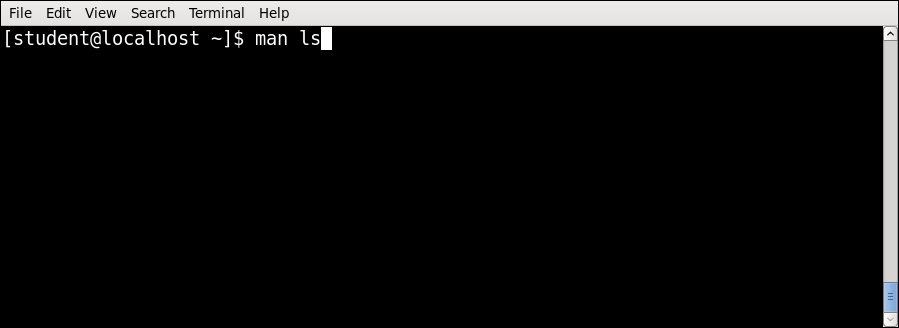 File Edit View Search Terminal Help
[student@localhost ~]$ man ls